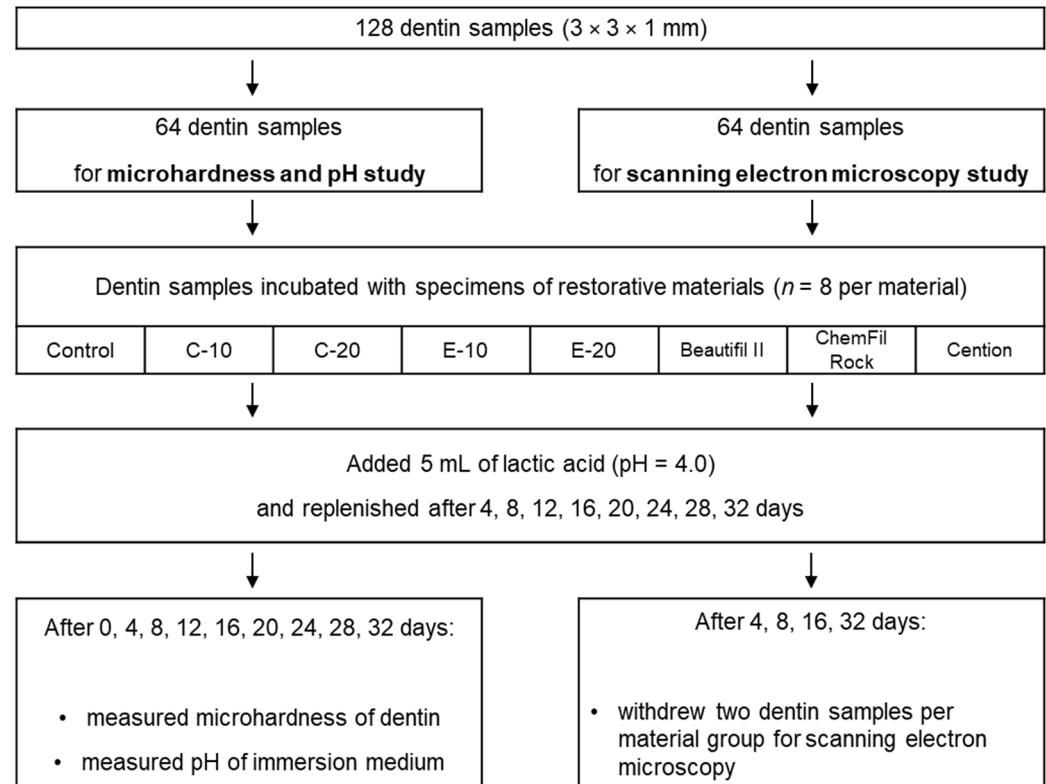 128 dentin samples (3 × 3 × 1 mm)
64 dentin samples
for microhardness and pH study
64 dentin samples
for scanning electron microscopy study
Dentin samples incubated with specimens of restorative materials (n = 8 per material)
Control
C-10
C-20
E-10
E-20
Beautifil II
ChemFil
Rock
Cention
Added 5 mL of lactic acid (pH = 4.0)
and replenished after 4, 8, 12, 16, 20, 24, 28, 32 days
After 0, 4, 8, 12, 16, 20, 24, 28, 32 days:
• measured microhardness of dentin
• measured pH of immersion medium
After 4, 8, 16, 32 days:
• withdrew two dentin samples per
material group for scanning electron
microscopy